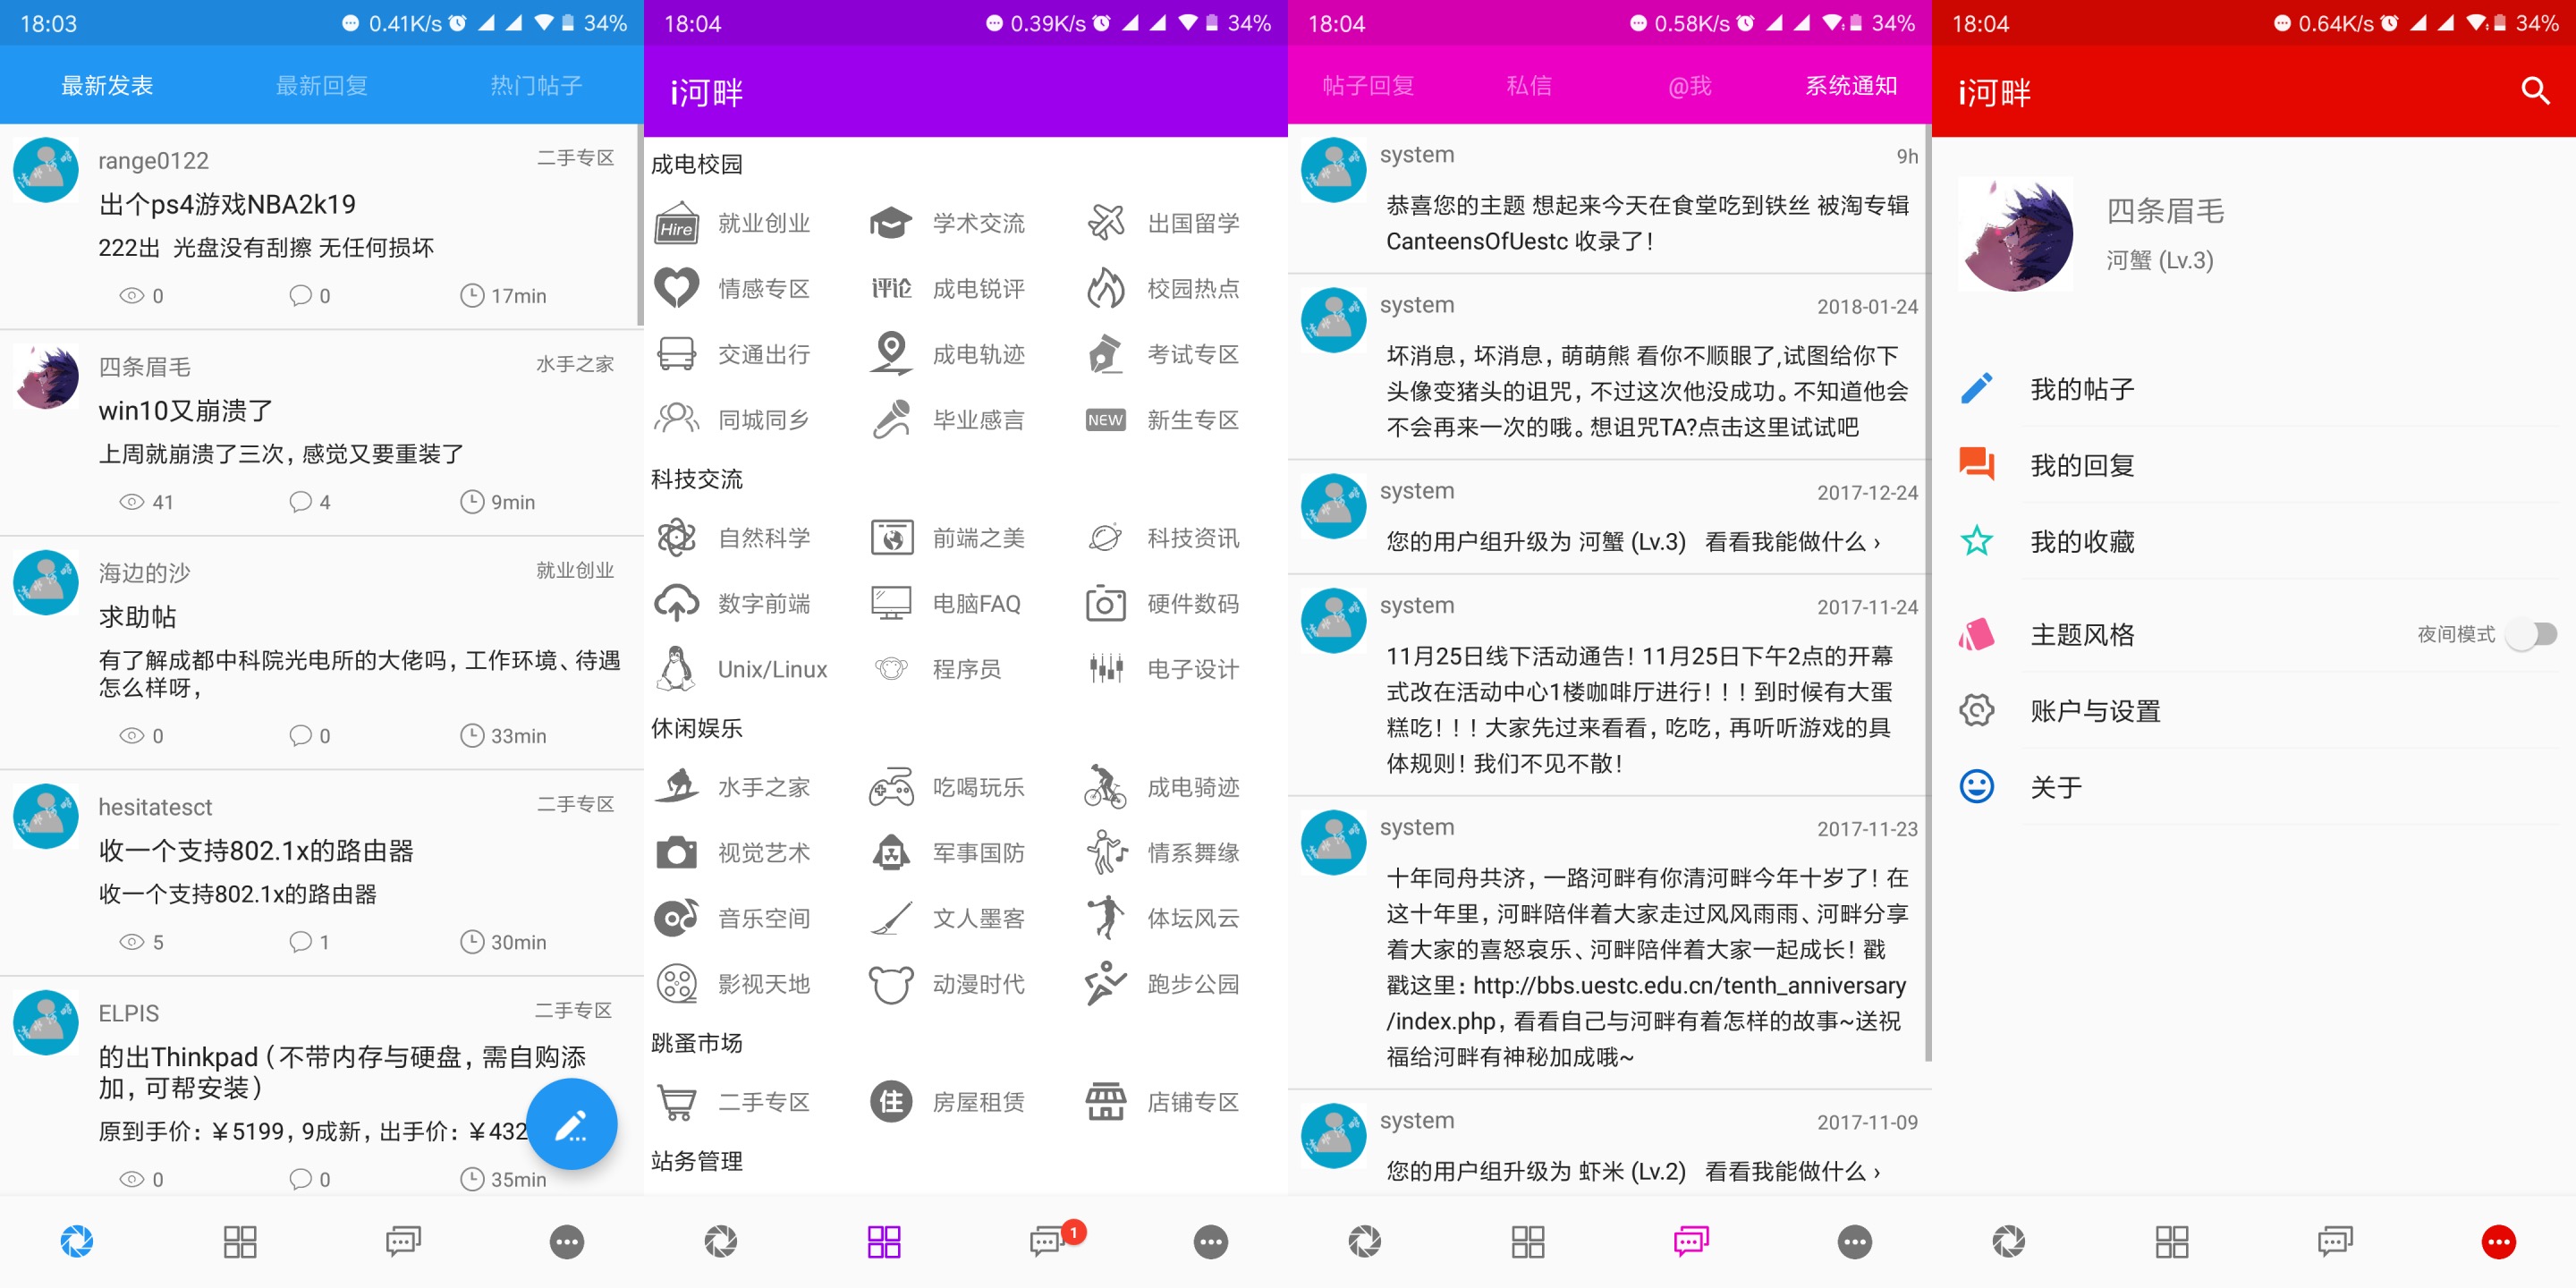 18:03
0.41K/s
34%
最新发表
最新回复
热门帖子
range0122
二手专区
出个ps4游戏NBA2k19
222出 光盘没有刮擦 无任何损坏
0
0
17min
四条眉毛
水手之家
win10又崩溃了
上周就崩溃了三次，感觉又要重装了
41
4
9min
海边的沙
就业创业
求助帖
有了解成都中科院光电所的大佬吗，工作环境、待遇
怎么样呀，
0
0
33min
hesitatesct
二手专区
收一个支持802.1x的路由器
收一个支持802.1x的路由器
5
1
30min
ELPIS
二手专区
的出Thinkpad（不带内存与硬盘，需自购添
加，可帮安装）
原到手价：￥5199，9成新，出手价：￥432
0
0
35min
18:04
0.39K/s
34%
i河畔
成电校园
Hire
就业创业
学术交流
出国留学
情感专区
评论
成电锐评
校园热点
交通出行
成电轨迹
考试专区
同城同乡
毕业感言
NEW
新生专区
科技交流
自然科学
前端之美
科技资讯
数字前端
电脑FAQ
硬件数码
Unix/Linux
程序员
电子设计
休闲娱乐
水手之家
吃喝玩乐
成电骑迹
视觉艺术
军事国防
情系舞缘
音乐空间
文人墨客
体坛风云
影视天地
动漫时代
跑步公园
跳蚤市场
二手专区
住
房屋租赁
店铺专区
站务管理
1
18:04
0.58K/s
34%
帖子回复
私信
@我
系统通知
system
9h
恭喜您的主题 想起来今天在食堂吃到铁丝 被淘专辑
CanteensOfUestc 收录了！
system
2018-01-24
坏消息，坏消息，萌萌熊 看你不顺眼了,试图给你下
头像变猪头的诅咒，不过这次他没成功。不知道他会
不会再来一次的哦。想诅咒TA?点击这里试试吧
system
2017-12-24
您的用户组升级为 河蟹 (Lv.3) 看看我能做什么 ›
system
2017-11-24
11月25日线下活动通告！11月25日下午2点的开幕
式改在活动中心1楼咖啡厅进行！！！到时候有大蛋
糕吃！！！大家先过来看看，吃吃，再听听游戏的具
体规则！我们不见不散！
system
2017-11-23
十年同舟共济，一路河畔有你清河畔今年十岁了！在
这十年里，河畔陪伴着大家走过风风雨雨、河畔分享
着大家的喜怒哀乐、河畔陪伴着大家一起成长！戳
戳这里：http://bbs.uestc.edu.cn/tenth_anniversary
/index.php，看看自己与河畔有着怎样的故事~送祝
福给河畔有神秘加成哦~
system
2017-11-09
您的用户组升级为 虾米 (Lv.2) 看看我能做什么 ›
18:04
0.64K/s
34%
i河畔
四条眉毛
河蟹 (Lv.3)
我的帖子
我的回复
我的收藏
主题风格
夜间模式
账户与设置
关于